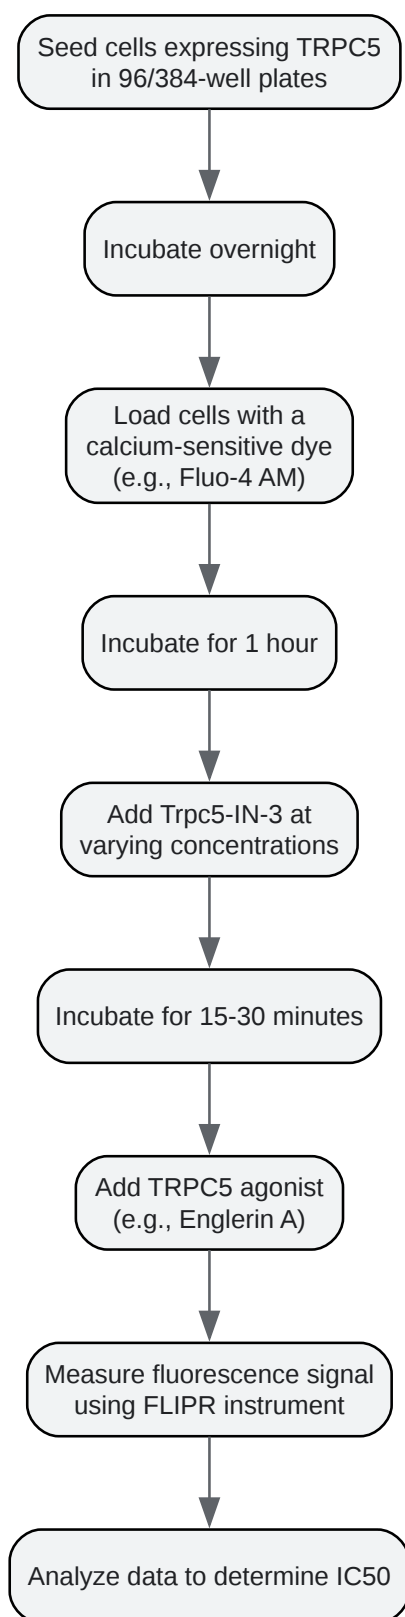 Seed cells expressing TRPC5
in 96/384-well plates
Incubate overnight
Load cells with a
calcium-sensitive dye
(e.g., Fluo-4 AM)
Incubate for 1 hour
Add Trpc5-IN-3 at
varying concentrations
Incubate for 15-30 minutes
Add TRPC5 agonist
(e.g., Englerin A)
Measure fluorescence signal
using FLIPR instrument
Analyze data to determine IC50